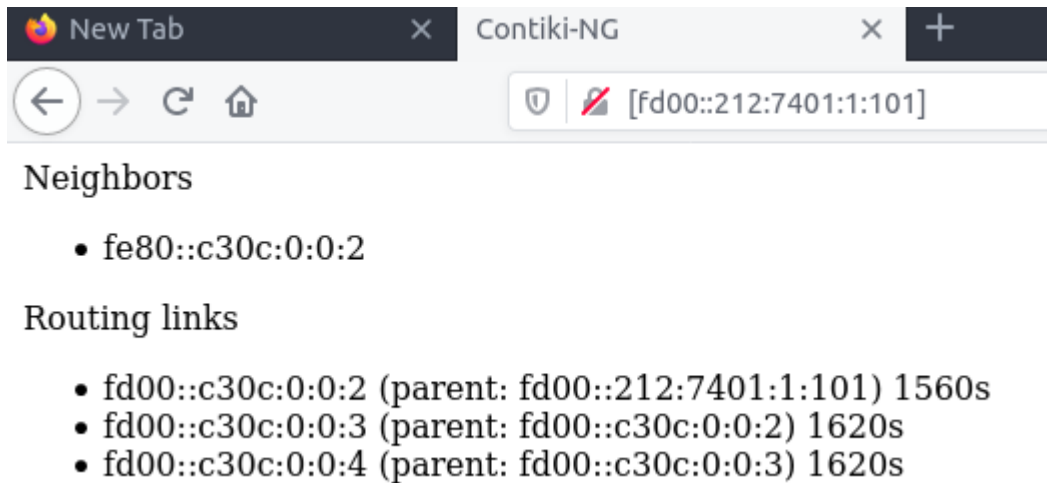 New Tab
Contiki-NG
[fd00::212:7401:1:101]
Neighbors
• fe80::c30c:0:0:2
Routing links
• fd00::c30c:0:0:2 (parent: fd00::212:7401:1:101) 1560s
• fd00::c30c:0:0:3 (parent: fd00::c30c:0:0:2) 1620s
• fd00::c30c:0:0:4 (parent: fd00::c30c:0:0:3) 1620s